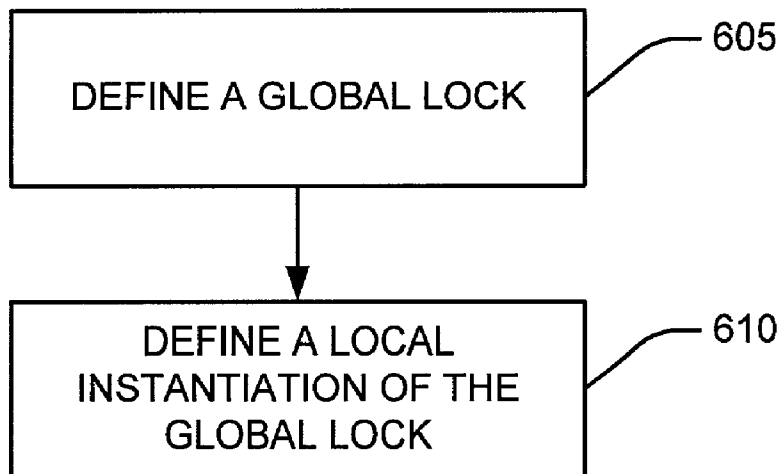 DEFINE A GLOBAL LOCK
605
DEFINE A LOCAL
INSTANTIATION OF THE
GLOBAL LOCK
610